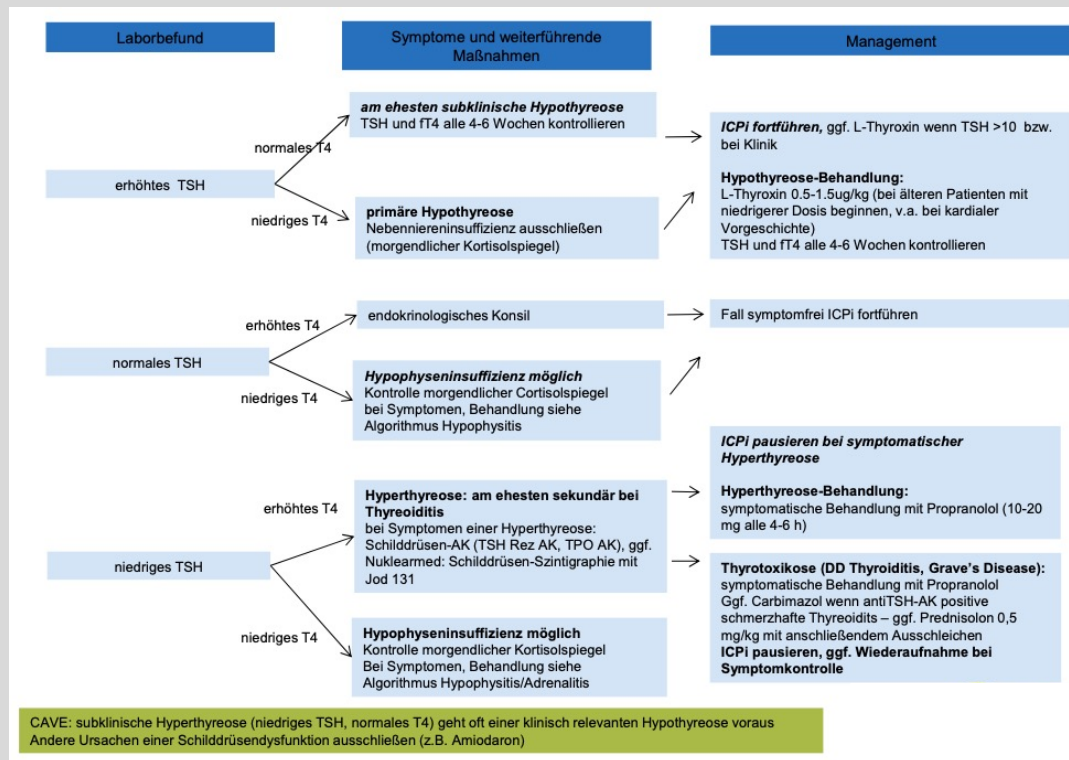 Laborbefund
Symptome und weiterführende
Maßnahmen
Management
am ehesten subklinische Hypothyreose
TSH und fT4 alle 4-6 Wochen kontrollieren
normales T4
erhöhtes TSH
niedriges T4
primäre Hypothyreose
Nebenniereninsuffizienz ausschließen
(morgendlicher Kortisolspiegel)
ICPi fortführen, ggf. L-Thyroxin wenn TSH >10 bzw.
bei Klinik
Hypothyreose-Behandlung:
L-Thyroxin 0.5-1.5ug/kg (bei älteren Patienten mit
niedrigerer Dosis beginnen, v.a. bei kardialer
Vorgeschichte)
TSH und fT4 alle 4-6 Wochen kontrollieren
erhöhtes T4
normales TSH
niedriges T4
endokrinologisches Konsil
Fall symptomfrei ICPi fortführen
Hypophyseninsuffizienz möglich
Kontrolle morgendlicher Cortisolspiegel
bei Symptomen, Behandlung siehe
Algorithmus Hypophysitis
erhöhtes T4
niedriges TSH
niedriges T4
Hyperthyreose: am ehesten sekundär bei
Thyreoiditis
bei Symptomen einer Hyperthyreose:
Schilddrüsen-AK (TSH Rez AK, TPO AK), ggf.
Nuklearmed: Schilddrüsen-Szintigraphie mit
Jod 131
Hypophyseninsuffizienz möglich
Kontrolle morgendlicher Kortisolspiegel
Bei Symptomen, Behandlung siehe
Algorithmus Hypophysitis/Adrenalitis
ICPi pausieren bei symptomatischer
Hyperthyreose
Hyperthyreose-Behandlung:
symptomatische Behandlung mit Propranolol (10-20
mg alle 4-6 h)
Thyrotoxikose (DD Thyroiditis, Grave's Disease):
symptomatische Behandlung mit Propranolol
Ggf. Carbimazol wenn antiTSH-AK positive
schmerzhafte Thyreoidits – ggf. Prednisolon 0,5
mg/kg mit anschließendem Ausschleichen
ICPi pausieren, ggf. Wiederaufnahme bei
Symptomkontrolle
CAVE: subklinische Hyperthyreose (niedriges TSH, normales T4) geht oft einer klinisch relevanten Hypothyreose voraus
Andere Ursachen einer Schilddrüsendysfunktion ausschließen (z.B. Amiodaron)